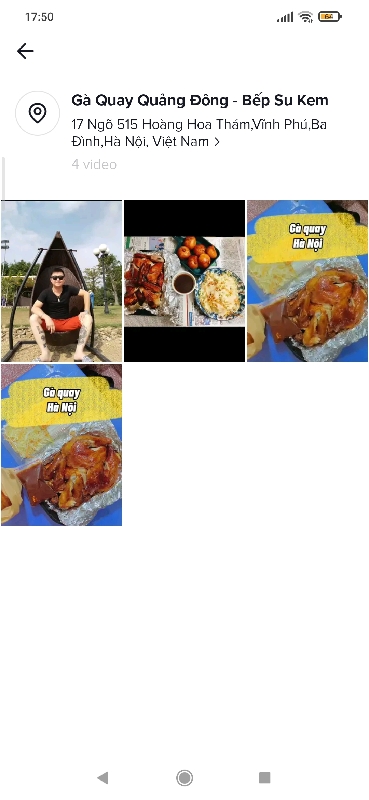 17:50
64
Gà Quay Quảng Đông - Bếp Su Kem
17 Ngõ 515 Hoàng Hoa Thám,Vĩnh Phú,Ba
Đình,Hà Nội, Việt Nam >
4 video
Gà quay
Hà Nội
Gà quay
Hà Nội